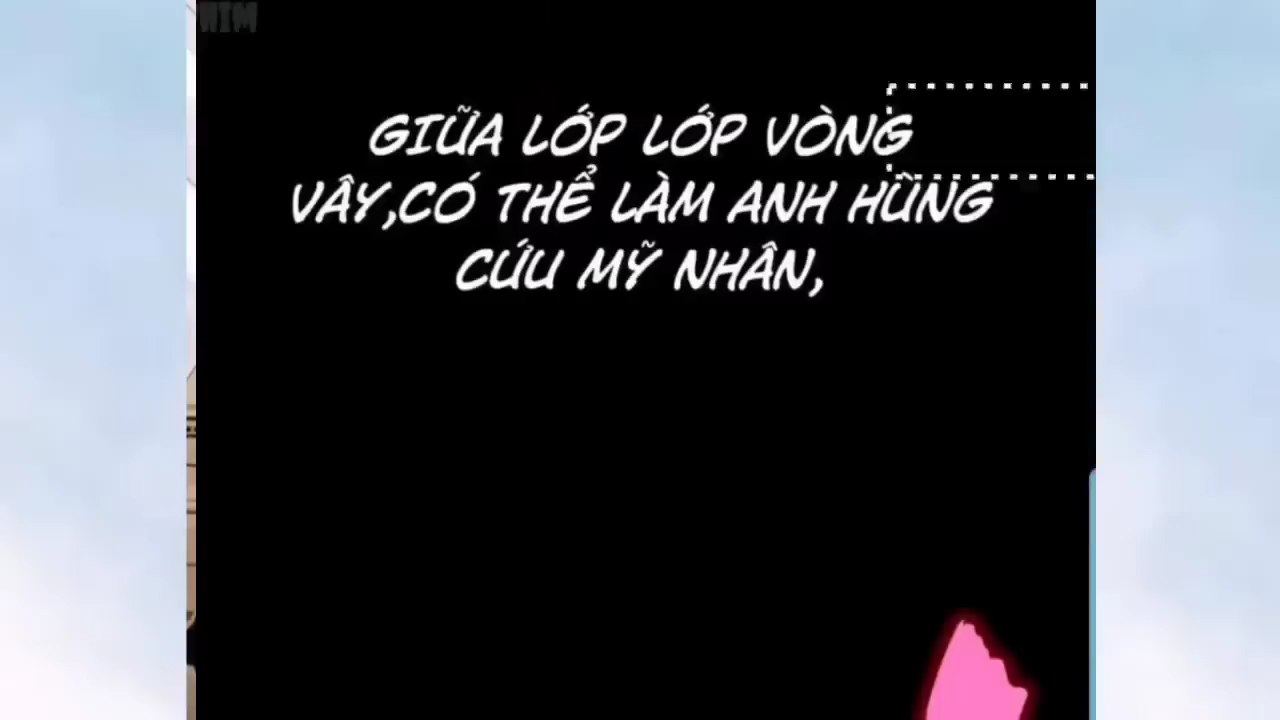 GIỮA LỚP LỚP VÒNG
VÂY,CÓ THỂ LÀM ANH HÙNG
CỨU MỸ NHÂN,